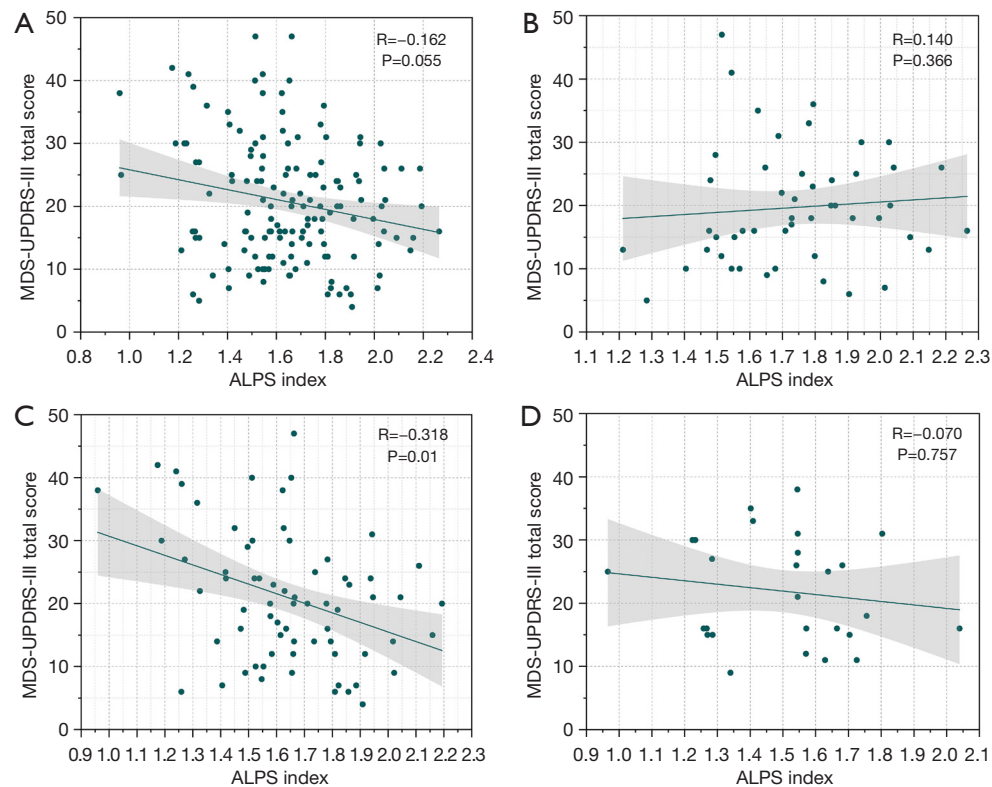 A
MDS-UPDRS-III total score
50
40
30
20
10
0
R=−0.162
P=0.055
0.8 1.0 1.2 1.4 1.6 1.8 2.0 2.2 2.4
ALPS index
B
MDS-UPDRS-III total score
50
40
30
20
10
0
R=0.140
P=0.366
1.1 1.2 1.3 1.4 1.5 1.6 1.7 1.8 1.9 2.0 2.1 2.2 2.3
ALPS index
C
MDS-UPDRS-III total score
50
40
30
20
10
0
R=−0.318
P=0.01
0.9 1.0 1.1 1.2 1.3 1.4 1.5 1.6 1.7 1.8 1.9 2.0 2.1 2.2 2.3
ALPS index
D
MDS-UPDRS-III total score
50
40
30
20
10
0
R=−0.070
P=0.757
0.9 1.0 1.1 1.2 1.3 1.4 1.5 1.6 1.7 1.8 1.9 2.0 2.1
ALPS index